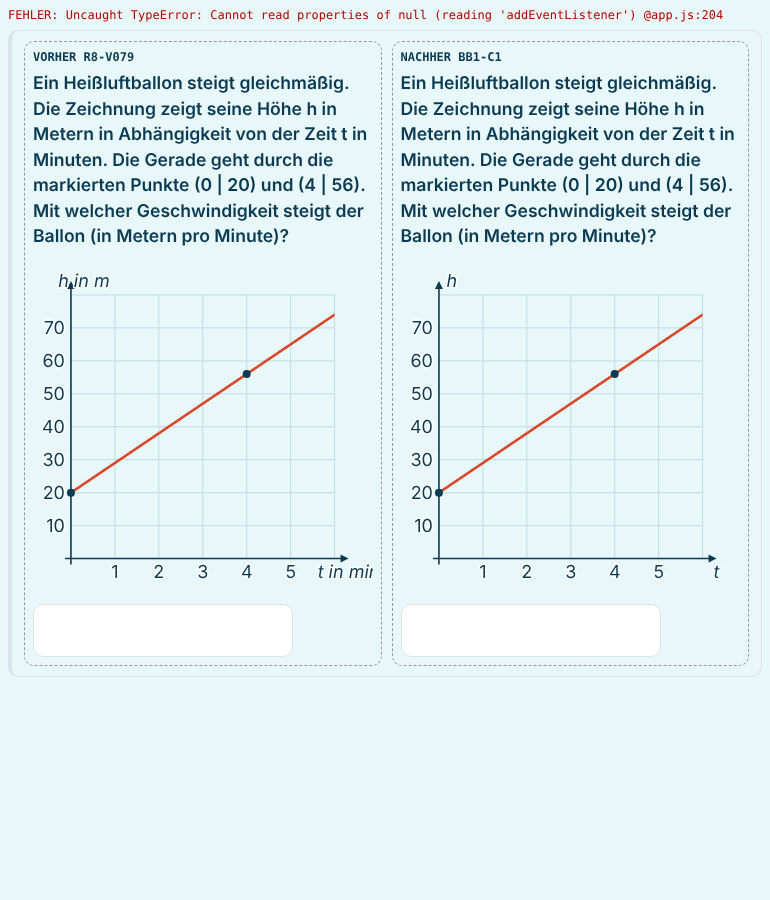 FEHLER: Uncaught TypeError: Cannot read properties of null (reading 'addEventListener') @app.js:204
VORHER R8-V079
Ein Heißluftballon steigt gleichmäßig.
Die Zeichnung zeigt seine Höhe h in
Metern in Abhängigkeit von der Zeit t in
Minuten. Die Gerade geht durch die
markierten Punkte (0 | 20) und (4 | 56).
Mit welcher Geschwindigkeit steigt der
Ballon (in Metern pro Minute)?
h in m
70
60
50
40
30
20
10
1 2 3 4 5 t in min
NACHHER BB1-C1
Ein Heißluftballon steigt gleichmäßig.
Die Zeichnung zeigt seine Höhe h in
Metern in Abhängigkeit von der Zeit t in
Minuten. Die Gerade geht durch die
markierten Punkte (0 | 20) und (4 | 56).
Mit welcher Geschwindigkeit steigt der
Ballon (in Metern pro Minute)?
h
70
60
50
40
30
20
10
1 2 3 4 5 t